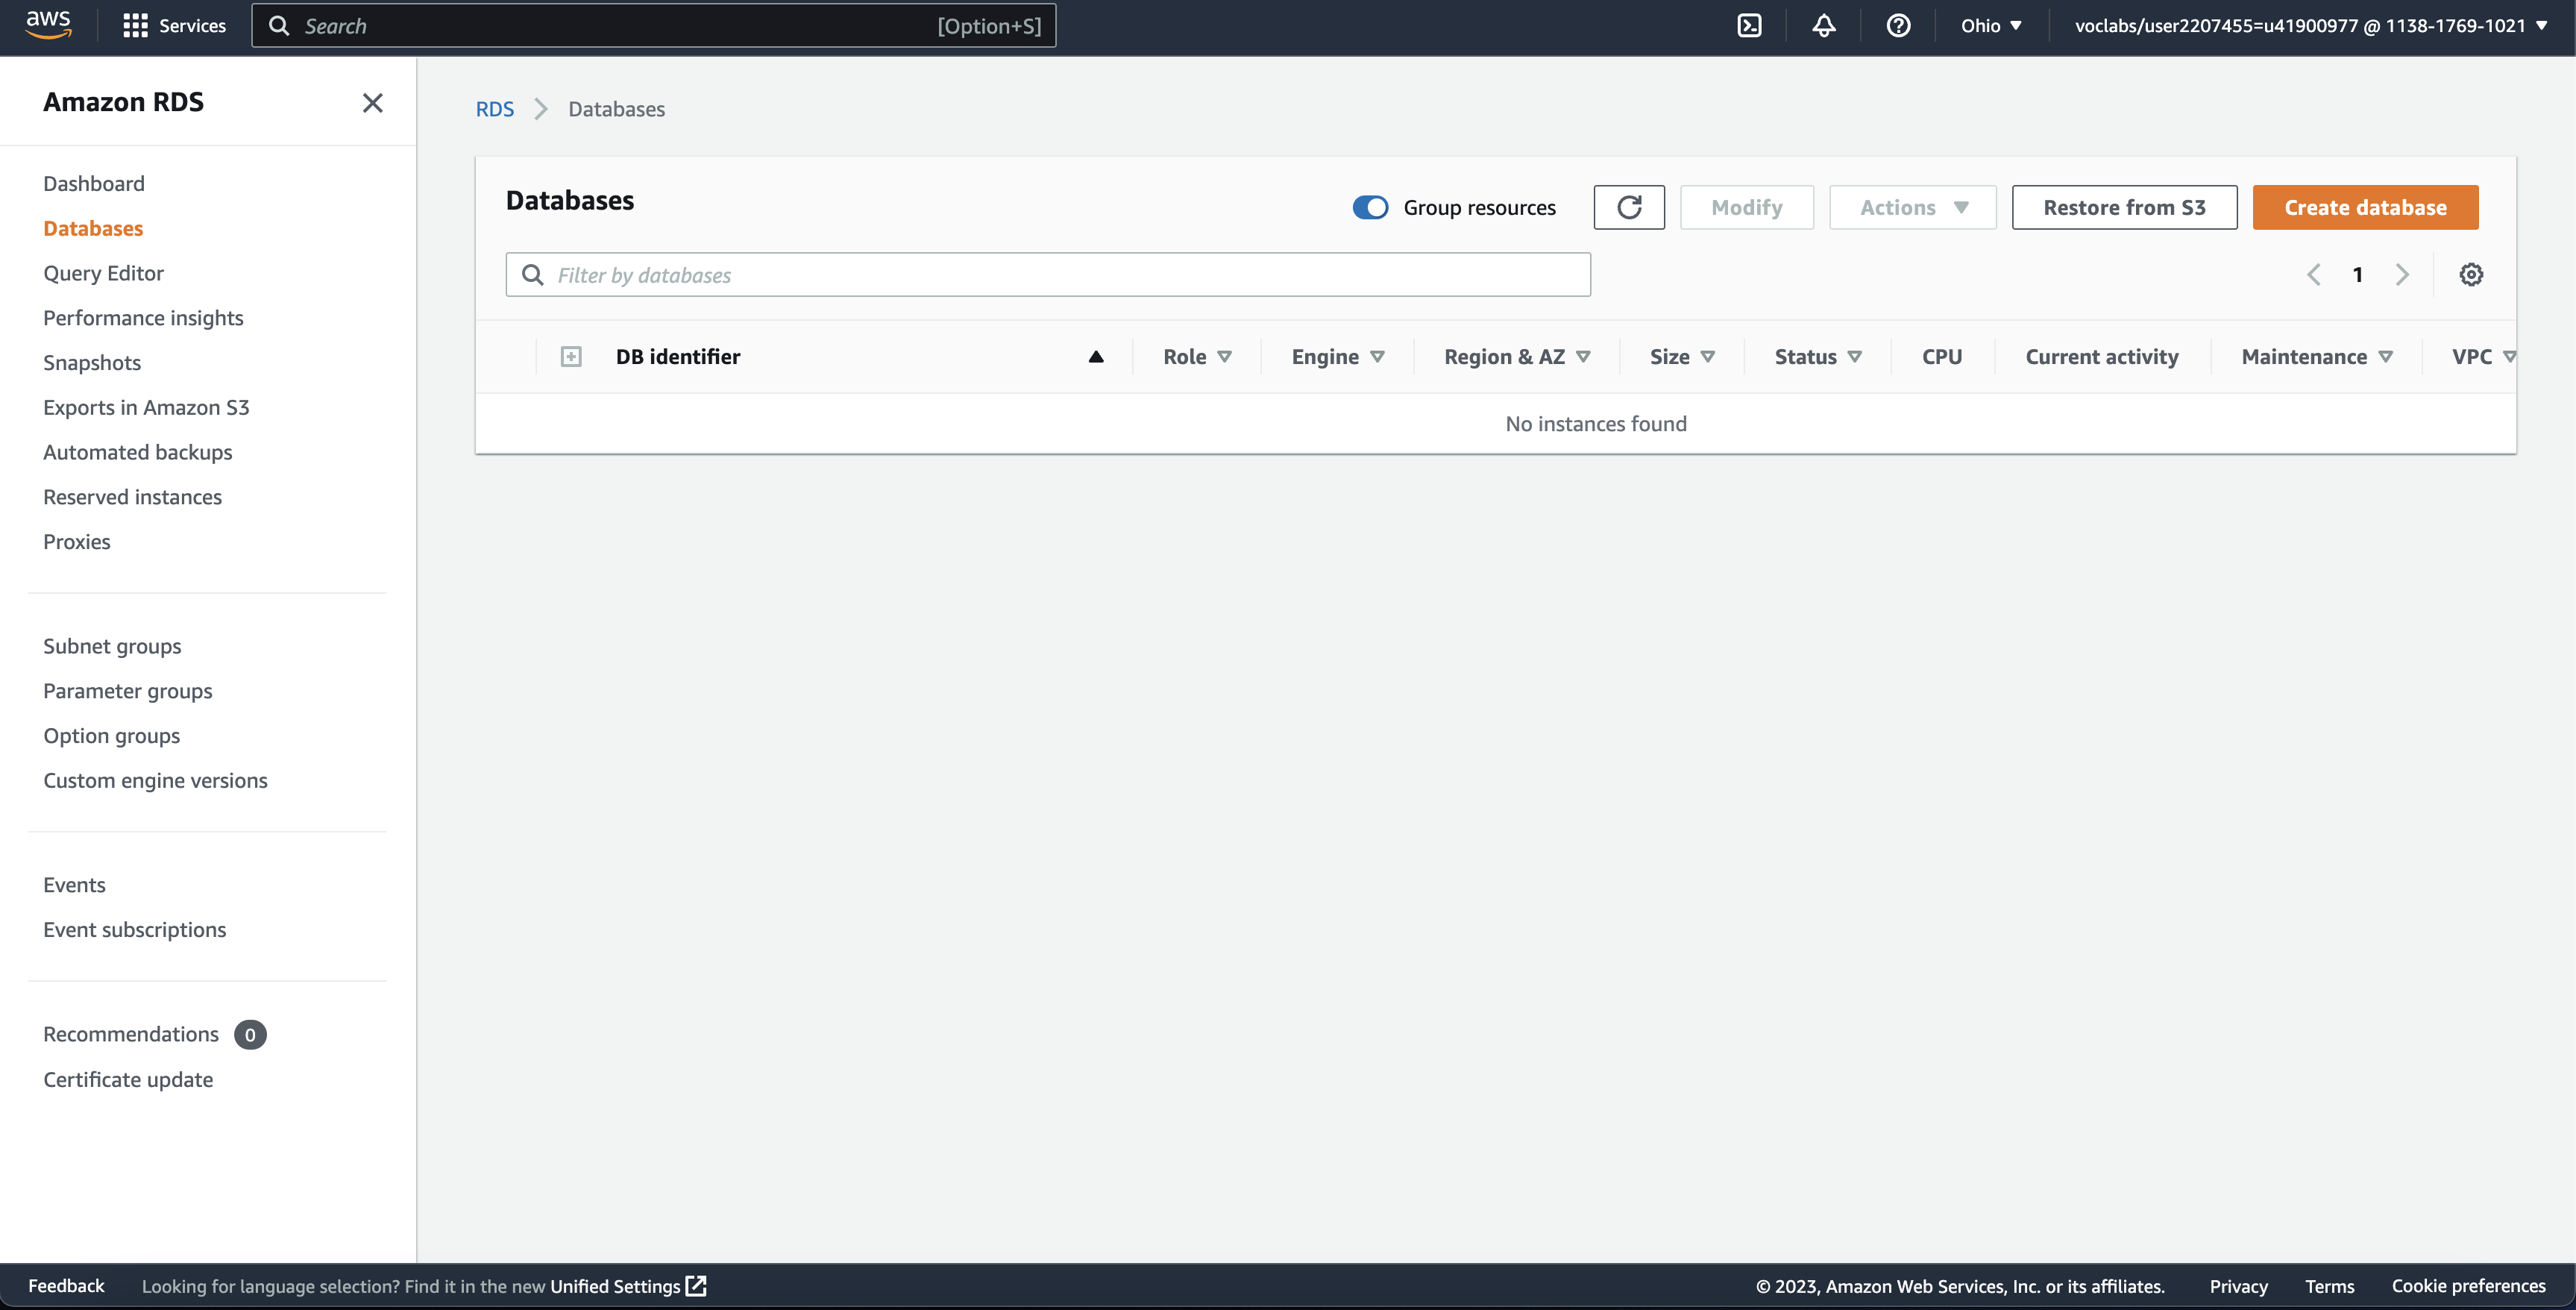 aws Services Search [Option+S] Ohio voclabs/user2207455=u41900977 @ 1138-1769-1021
Amazon RDS
Dashboard
Databases
Query Editor
Performance insights
Snapshots
Exports in Amazon S3
Automated backups
Reserved instances
Proxies
Subnet groups
Parameter groups
Option groups
Custom engine versions
Events
Event subscriptions
Recommendations 0
Certificate update
RDS Databases
Databases Group resources Modify Actions Restore from S3 Create database
Filter by databases 1
DB identifier Role Engine Region & AZ Size Status CPU Current activity Maintenance VPC
No instances found
Feedback Looking for language selection? Find it in the new Unified Settings © 2023, Amazon Web Services, Inc. or its affiliates. Privacy Terms Cookie preferences